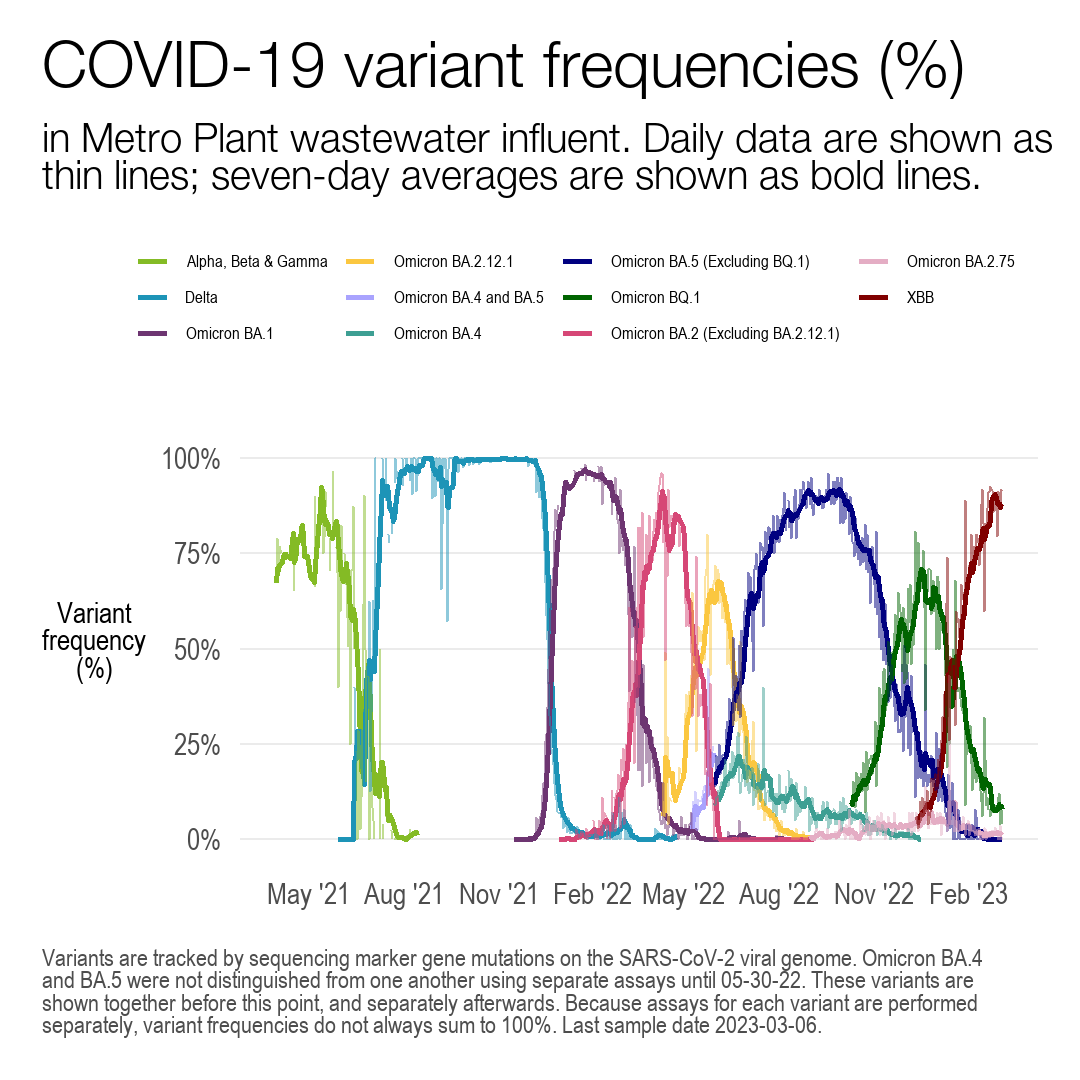 COVID-19 variant frequencies (%)
in Metro Plant wastewater influent. Daily data are shown as
thin lines; seven-day averages are shown as bold lines.
Alpha, Beta & Gamma
Omicron BA.2.12.1
Omicron BA.5 (Excluding BQ.1)
Omicron BA.2.75
Delta
Omicron BA.4 and BA.5
Omicron BQ.1
XBB
Omicron BA.1
Omicron BA.4
Omicron BA.2 (Excluding BA.2.12.1)
100%
75%
Variant
frequency
(%)
50%
25%
0%
May '21
Aug '21
Nov '21
Feb '22
May '22
Aug '22
Nov '22
Feb '23
Variants are tracked by sequencing marker gene mutations on the SARS-CoV-2 viral genome. Omicron BA.4
and BA.5 were not distinguished from one another using separate assays until 05-30-22. These variants are
shown together before this point, and separately afterwards. Because assays for each variant are performed
separately, variant frequencies do not always sum to 100%. Last sample date 2023-03-06.